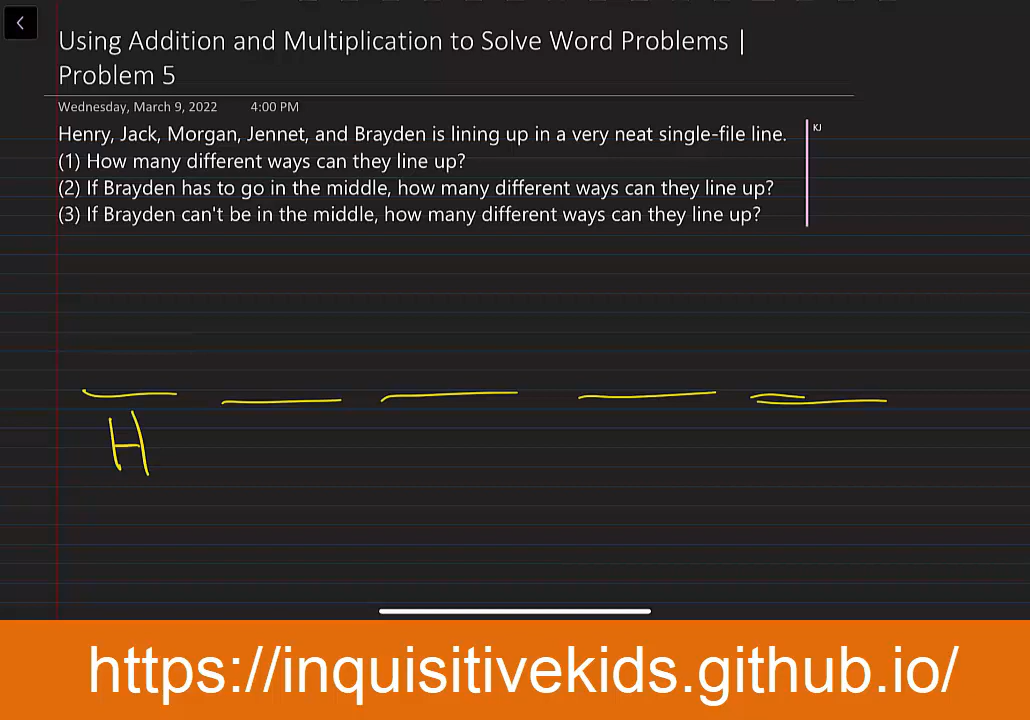 Using Addition and Multiplication to Solve Word Problems |
Problem 5
Wednesday, March 9, 2022 4:00 PM
Henry, Jack, Morgan, Jennet, and Brayden is lining up in a very neat single-file line.
KJ
(1) How many different ways can they line up?
(2) If Brayden has to go in the middle, how many different ways can they line up?
(3) If Brayden can't be in the middle, how many different ways can they line up?
H
https://inquisitivekids.github.io/